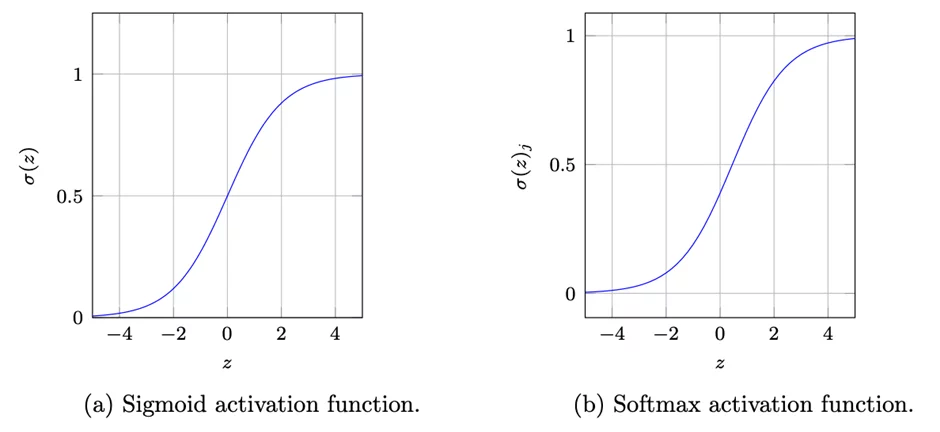 1
0.5
0
σ(z)
−4 −2 0 2 4
z
(a) Sigmoid activation function.
1
0.5
0
σ(z)j
−4 −2 0 2 4
z
(b) Softmax activation function.